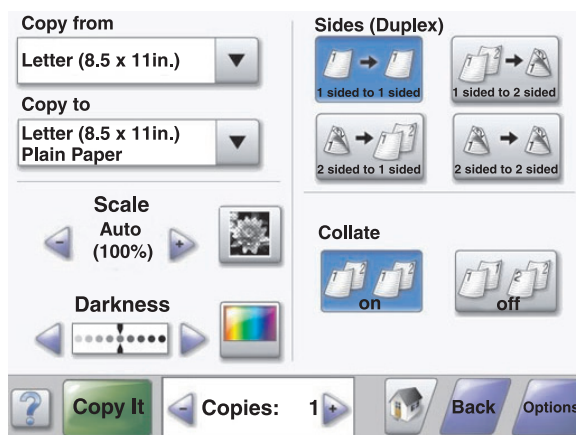 Copy from
Letter (8.5 x 11in.)
Copy to
Letter (8.5 x 11in.)
Plain Paper
Scale
Auto
(100%)
Darkness
Sides (Duplex)
1 sided to 1 sided
1 sided to 2 sided
2 sided to 1 sided
2 sided to 2 sided
Collate
on
off
?
Copy It
Copies: 1
Back
Options